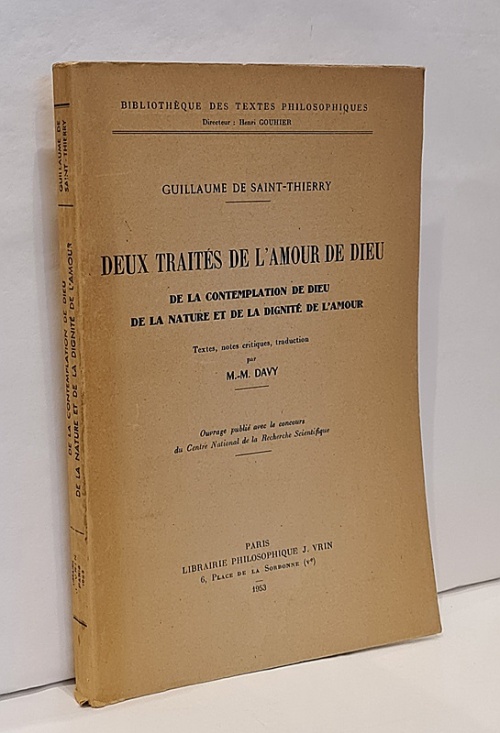 BIBLIOTHÈQUE DES TEXTES PHILOSOPHIQUES
Directeur : Henri GOUHIER
GUILLAUME DE SAINT-THIERRY
DEUX TRAITÉS DE L'AMOUR DE DIEU
DE LA CONTEMPLATION DE DIEU
DE LA NATURE ET DE LA DIGNITÉ DE L'AMOUR
Textes, notes critiques, traduction
par
M.-M. DAVY
Ouvrage publié avec le concours
du Centre National de la Recherche Scientifique
PARIS
LIBRAIRIE PHILOSOPHIQUE J. VRIN
6, PLACE DE LA SORBONNE (Vᵉ)
1953
GUILLAUME DE
SAINT-THIERRY
DE LA CONTEMPLATION DE DIEU
DE LA NATURE ET DE LA DIGNITÉ DE L'AMOUR